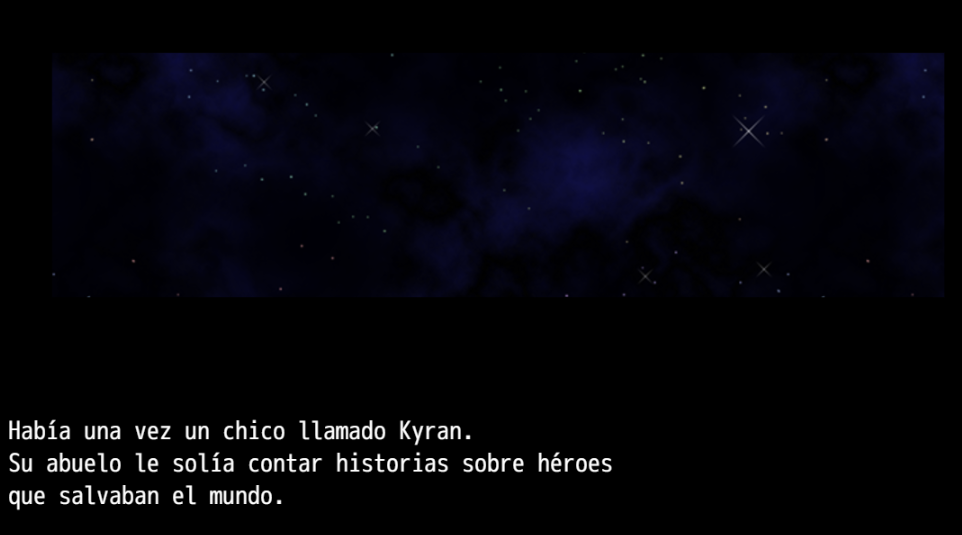 Había una vez un chico llamado Kyran.
Su abuelo le solía contar historias sobre héroes
que salvaban el mundo.